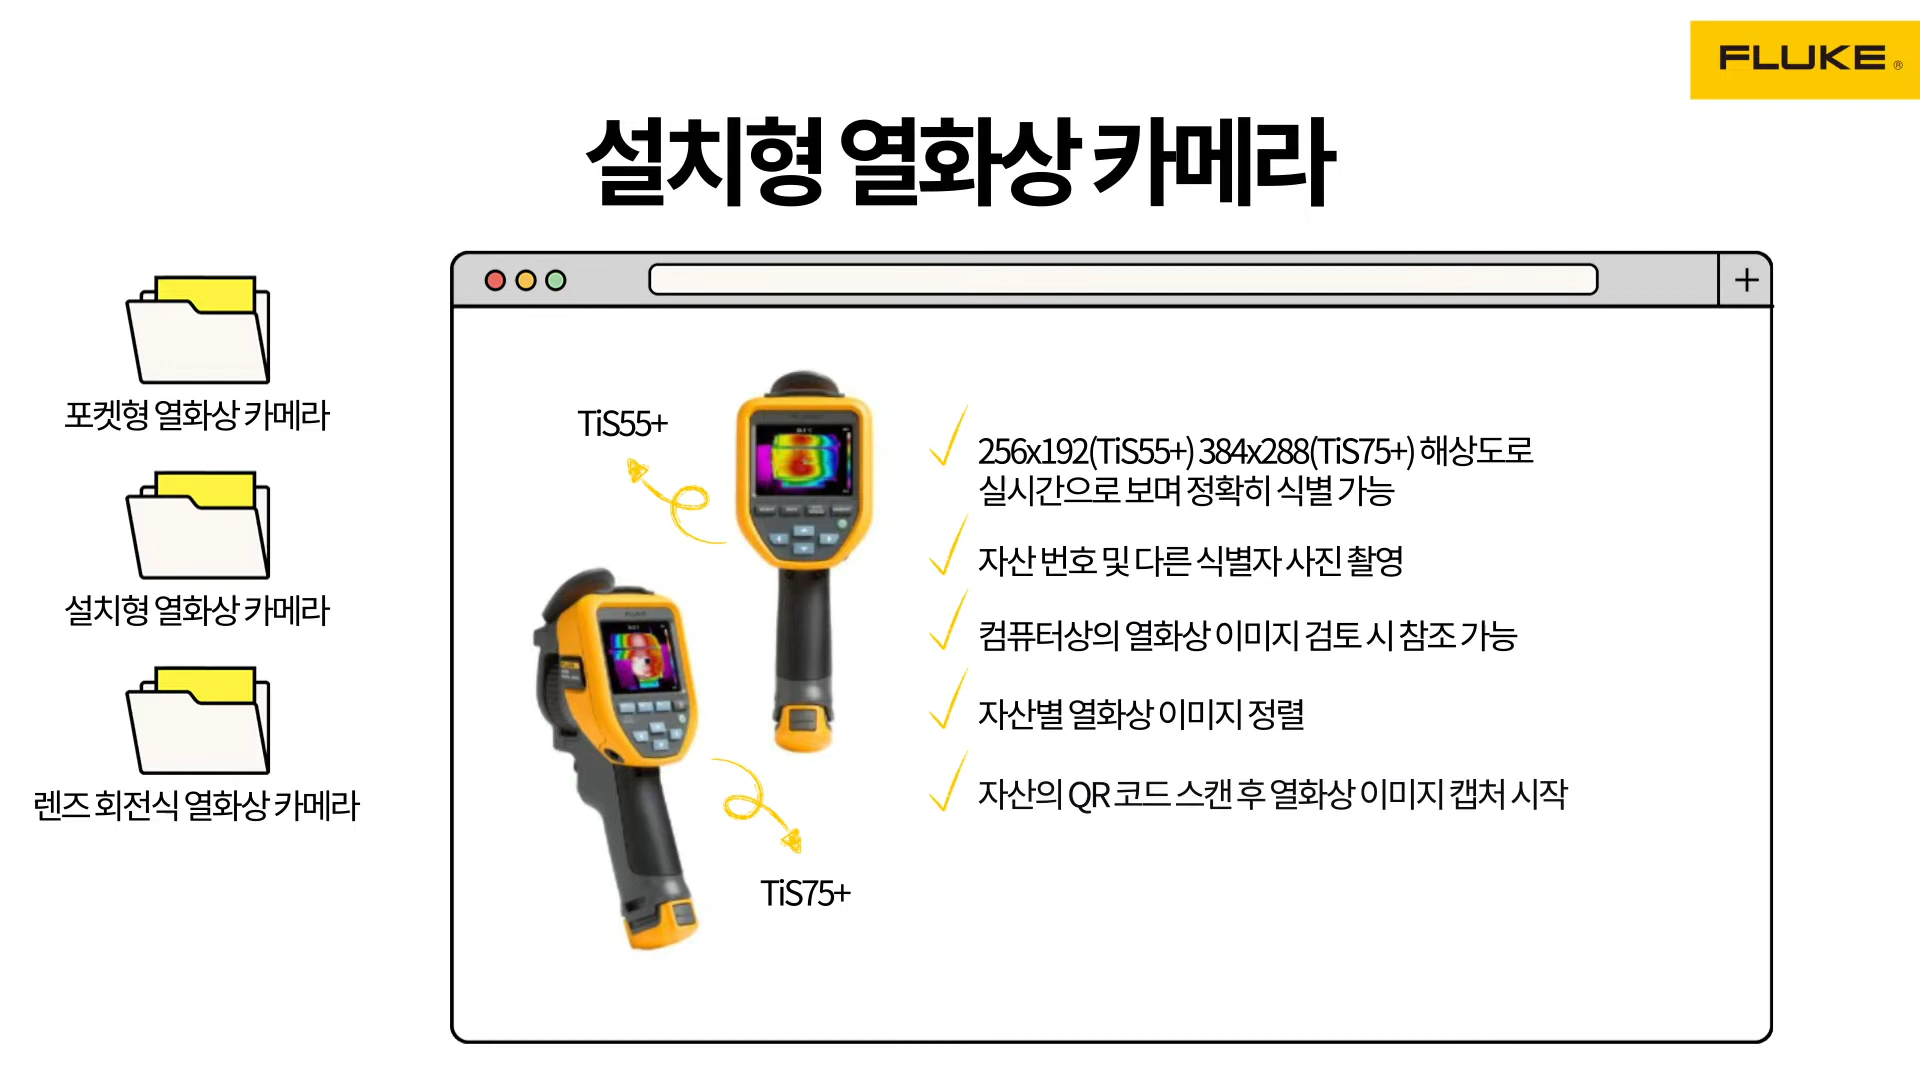 FLUKE®
설치형 열화상 카메라
포켓형 열화상 카메라
설치형 열화상 카메라
렌즈 회전식 열화상 카메라
TiS55+
TiS75+
256x192(TiS55+) 384x288(TiS75+) 해상도로
실시간으로 보며 정확히 식별 가능
자산 번호 및 다른 식별자 사진 촬영
컴퓨터상의 열화상 이미지 검토 시 참조 가능
자산별 열화상 이미지 정렬
자산의 QR 코드 스캔 후 열화상 이미지 캡처 시작